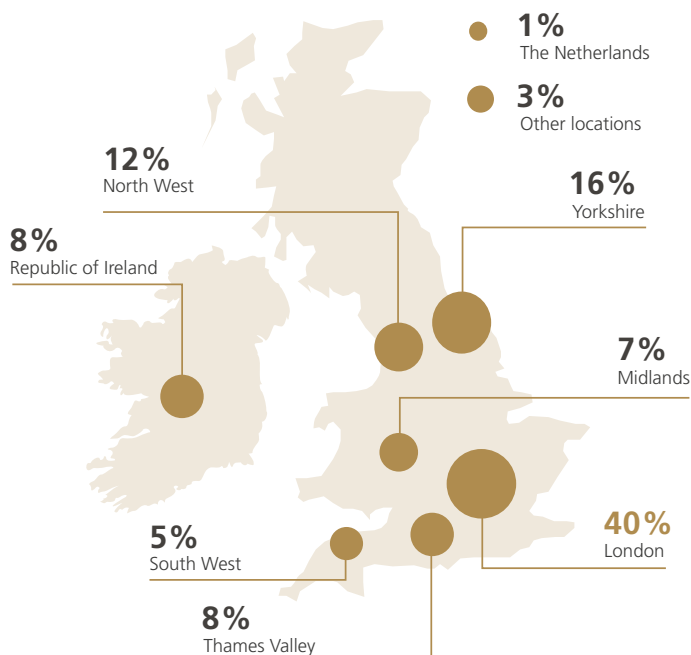 1%
The Netherlands
3%
Other locations
12%
North West
16%
Yorkshire
8%
Republic of Ireland
7%
Midlands
40%
London
5%
South West
8%
Thames Valley